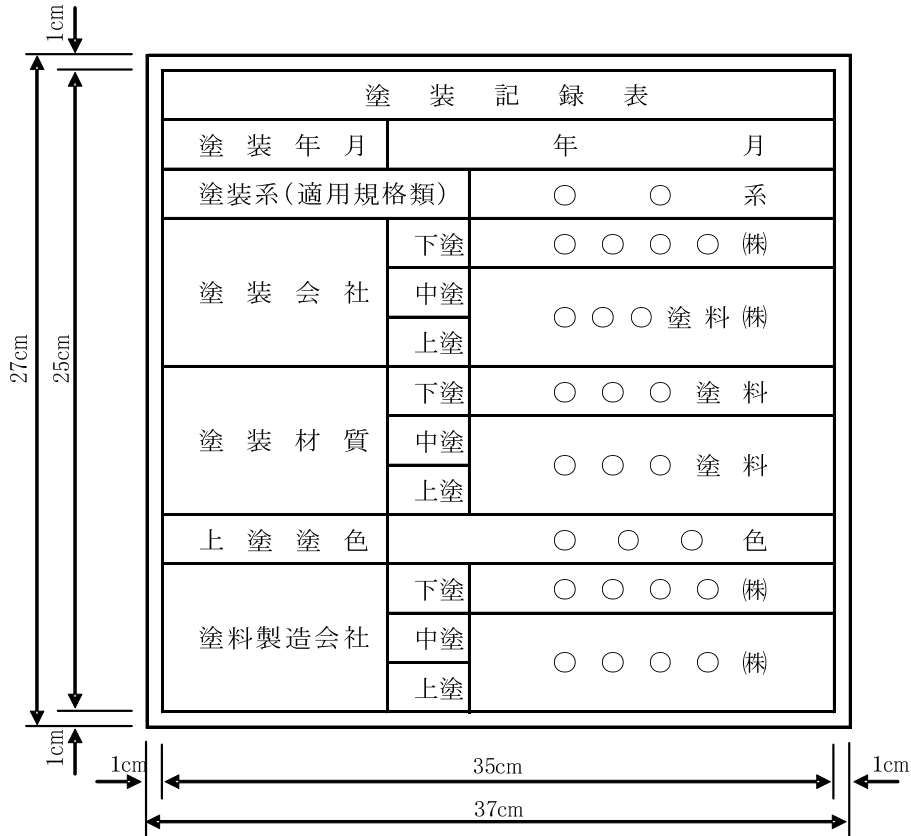 1cm
塗装記録表
塗装年月 年 月
塗装系(適用規格類) ○ ○ 系
塗装会社 下塗 ○○○○㈱
中塗 ○○○塗料㈱
上塗
塗装材質 下塗 ○○○塗料
中塗 ○○○塗料
上塗
上塗塗色 ○○○色
塗料製造会社 下塗 ○○○○㈱
中塗 ○○○○㈱
上塗
27cm
25cm
1cm
1cm
35cm
1cm
37cm